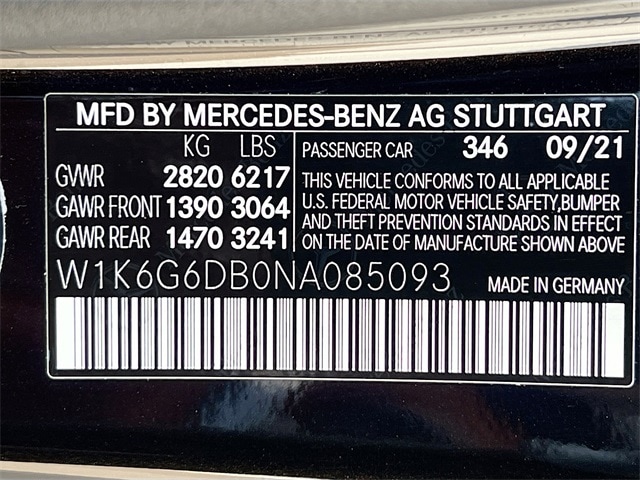 MFD BY MERCEDES-BENZ AG STUTTGART
KG LBS
GVWR 2820 6217
GAWR FRONT 1390 3064
GAWR REAR 1470 3241
PASSENGER CAR 346 09/21
THIS VEHICLE CONFORMS TO ALL APPLICABLE
U.S. FEDERAL MOTOR VEHICLE SAFETY,BUMPER
AND THEFT PREVENTION STANDARDS IN EFFECT
ON THE DATE OF MANUFACTURE SHOWN ABOVE
W1K6G6DB0NA085093 MADE IN GERMANY